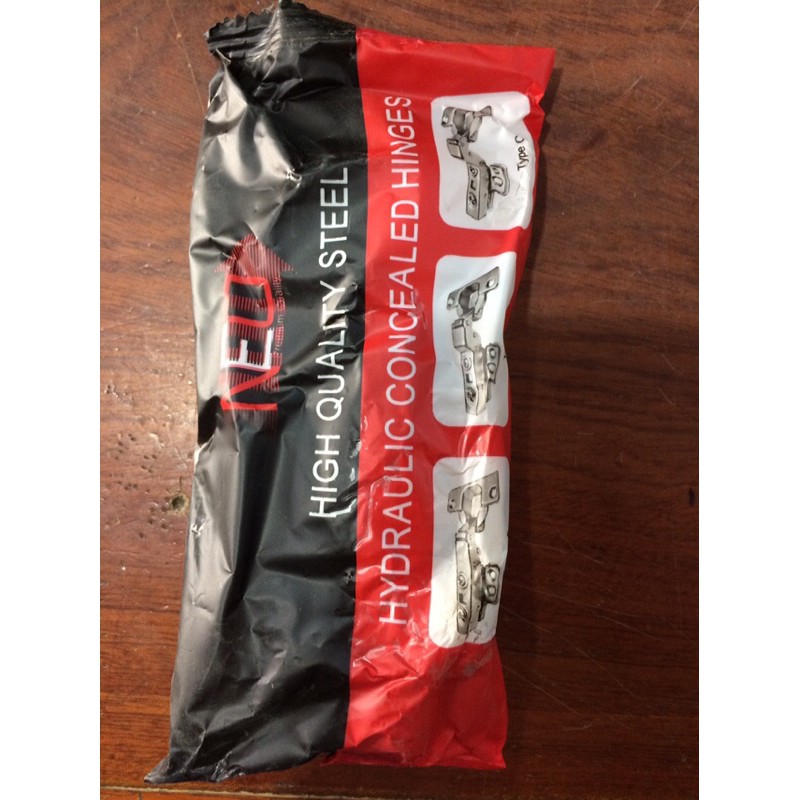 NEU
HIGH QUALITY STEEL
HYDRAULIC CONCEALED HINGES
Type C